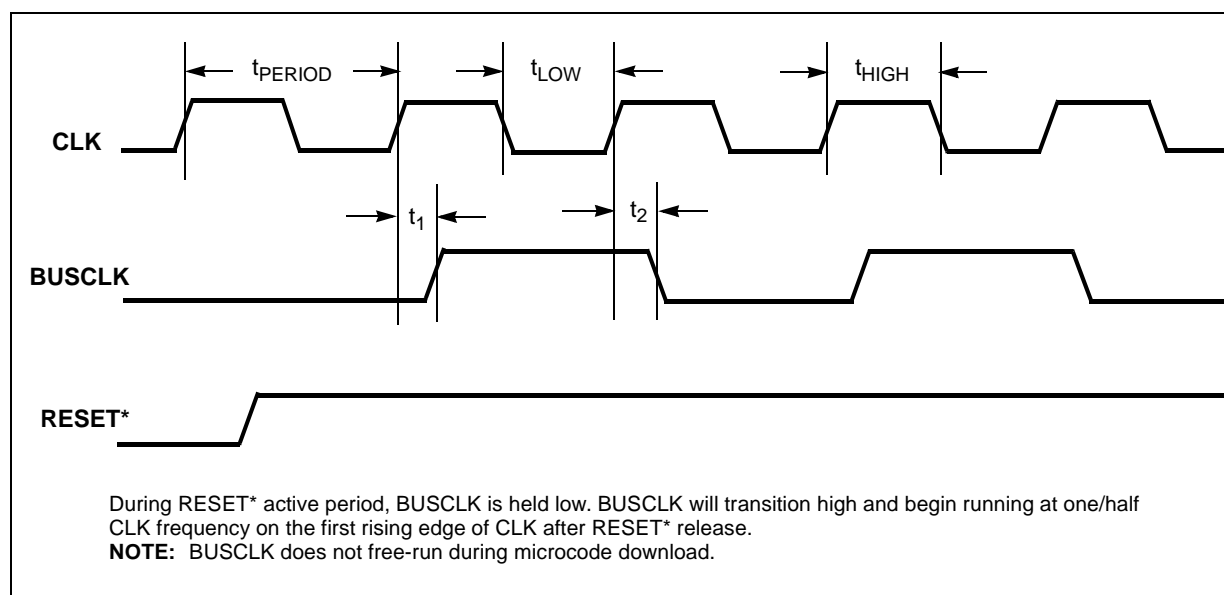 tPERIOD
tLOW
tHIGH
CLK
t1
t2
BUSCLK
RESET*
During RESET* active period, BUSCLK is held low. BUSCLK will transition high and begin running at one/half
CLK frequency on the first rising edge of CLK after RESET* release.
NOTE: BUSCLK does not free-run during microcode download.